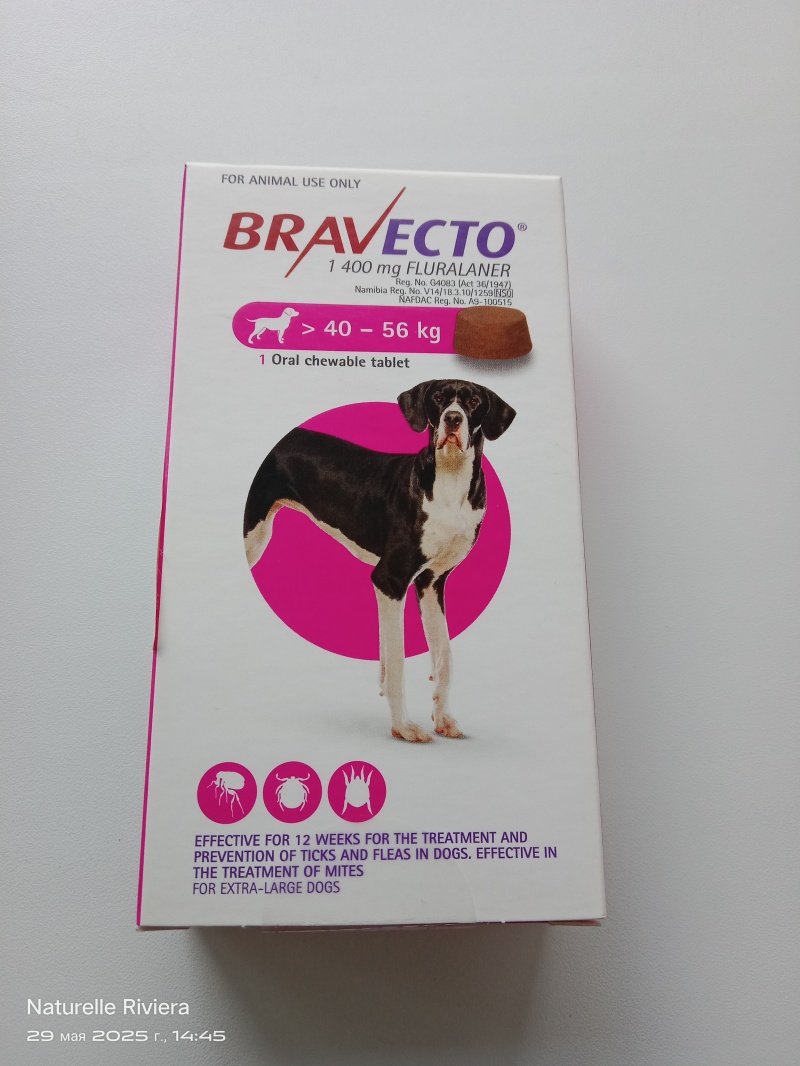 FOR ANIMAL USE ONLY
BRAVECTO®
1 400 mg FLURALANER
Reg. No. G4083 (Act 36/1947)
Namibia Reg. No. V14/18.3.10/1259 NS0
NAFDAC Reg. No. A9-100515
> 40 – 56 kg
1 Oral chewable tablet
EFFECTIVE FOR 12 WEEKS FOR THE TREATMENT AND
PREVENTION OF TICKS AND FLEAS IN DOGS. EFFECTIVE IN
THE TREATMENT OF MITES
FOR EXTRA-LARGE DOGS
Naturelle Riviera
29 мая 2025 г., 14:45